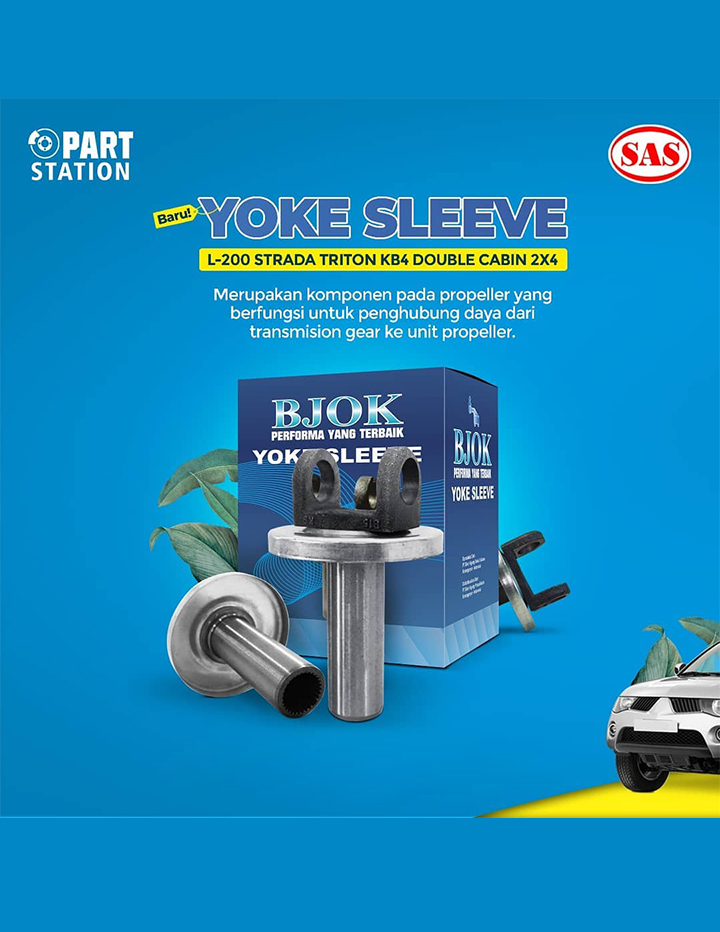 PART
STATION
SAS
Baru!
YOKE SLEEVE
L-200 STRADA TRITON KB4 DOUBLE CABIN 2X4
Merupakan komponen pada propeller yang
berfungsi untuk penghubung daya dari
transmision gear ke unit propeller.
BJOK
PERFORMA YANG TERBAIK
YOKE SLEEVE
BJOK
PERFORMA YANG TERBAIK
YOKE SLEEVE